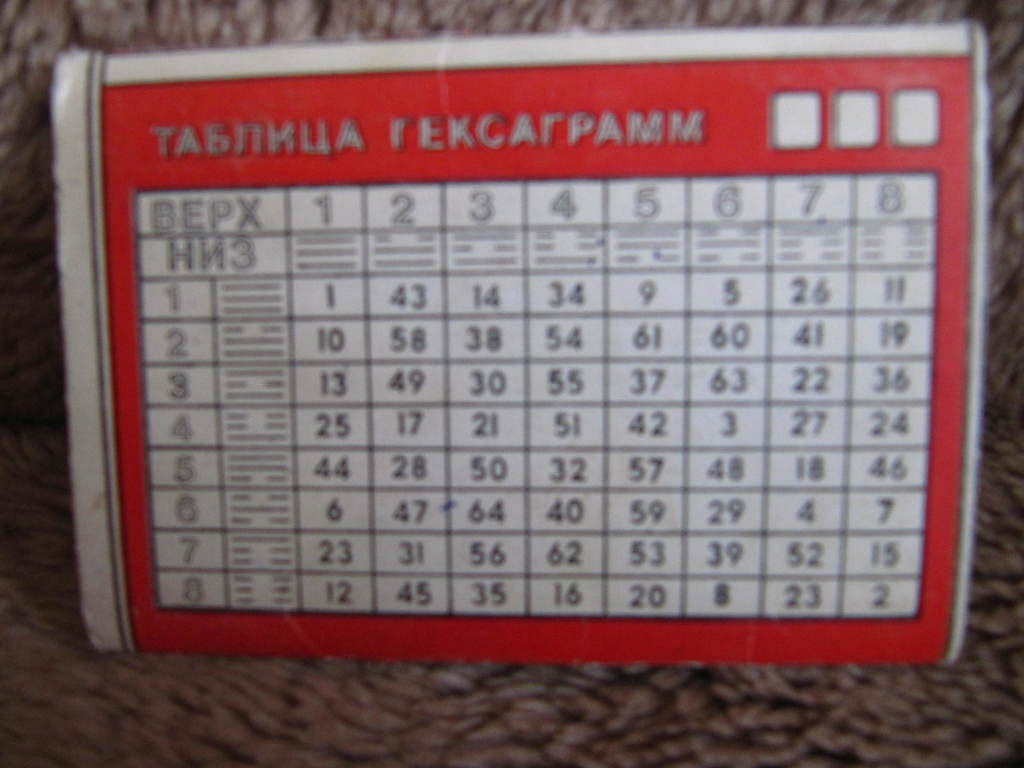 ТАБЛИЦА ГЕКСАГРАММ
ВЕРХ 1 2 3 4 5 6 7 8
НИЗ
1 1 43 14 34 9 5 26 11
2 10 58 38 54 61 60 41 19
3 13 49 30 55 37 63 22 36
4 25 17 21 51 42 3 27 24
5 44 28 50 32 57 48 18 46
6 6 47 64 40 59 29 4 7
7 23 31 56 62 53 39 52 15
8 12 45 35 16 20 8 23 2